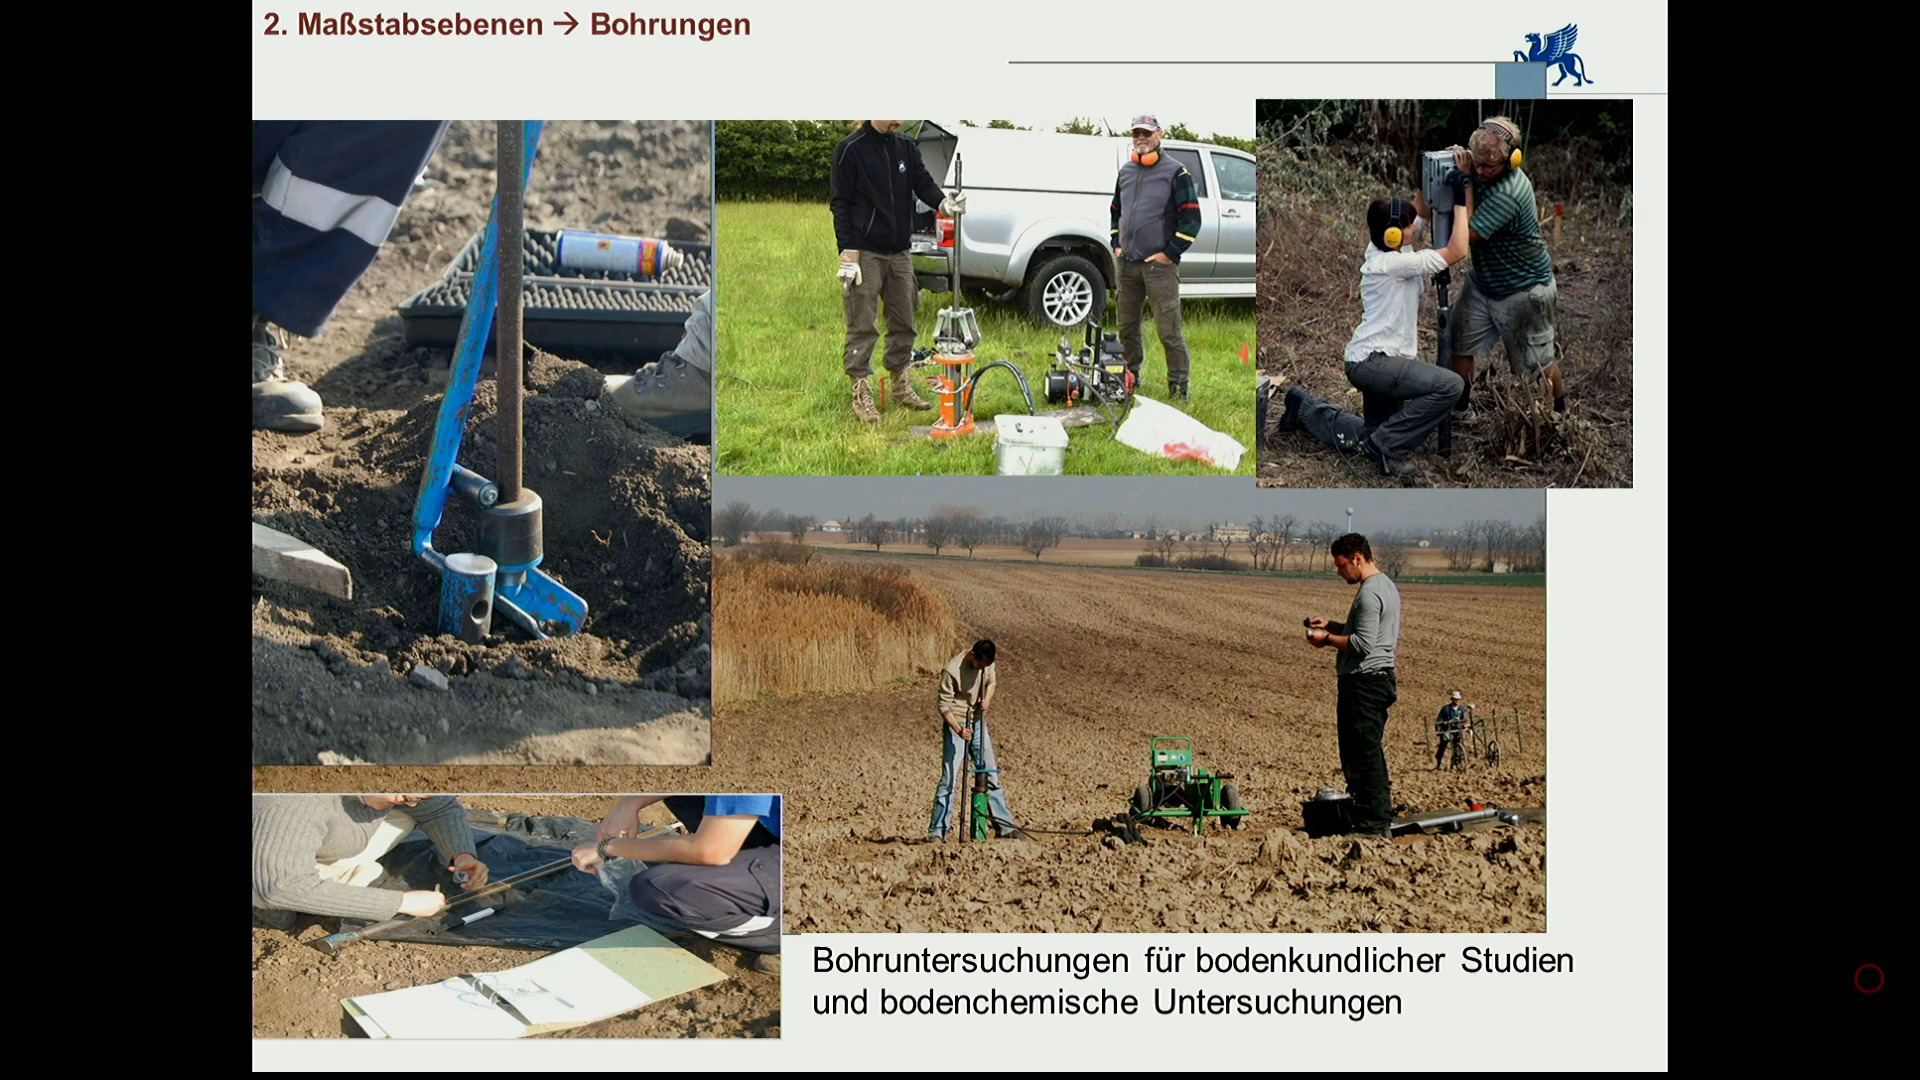 2. Maßstabsebenen → Bohrungen
Bohruntersuchungen für bodenkundlicher Studien
und bodenchemische Untersuchungen